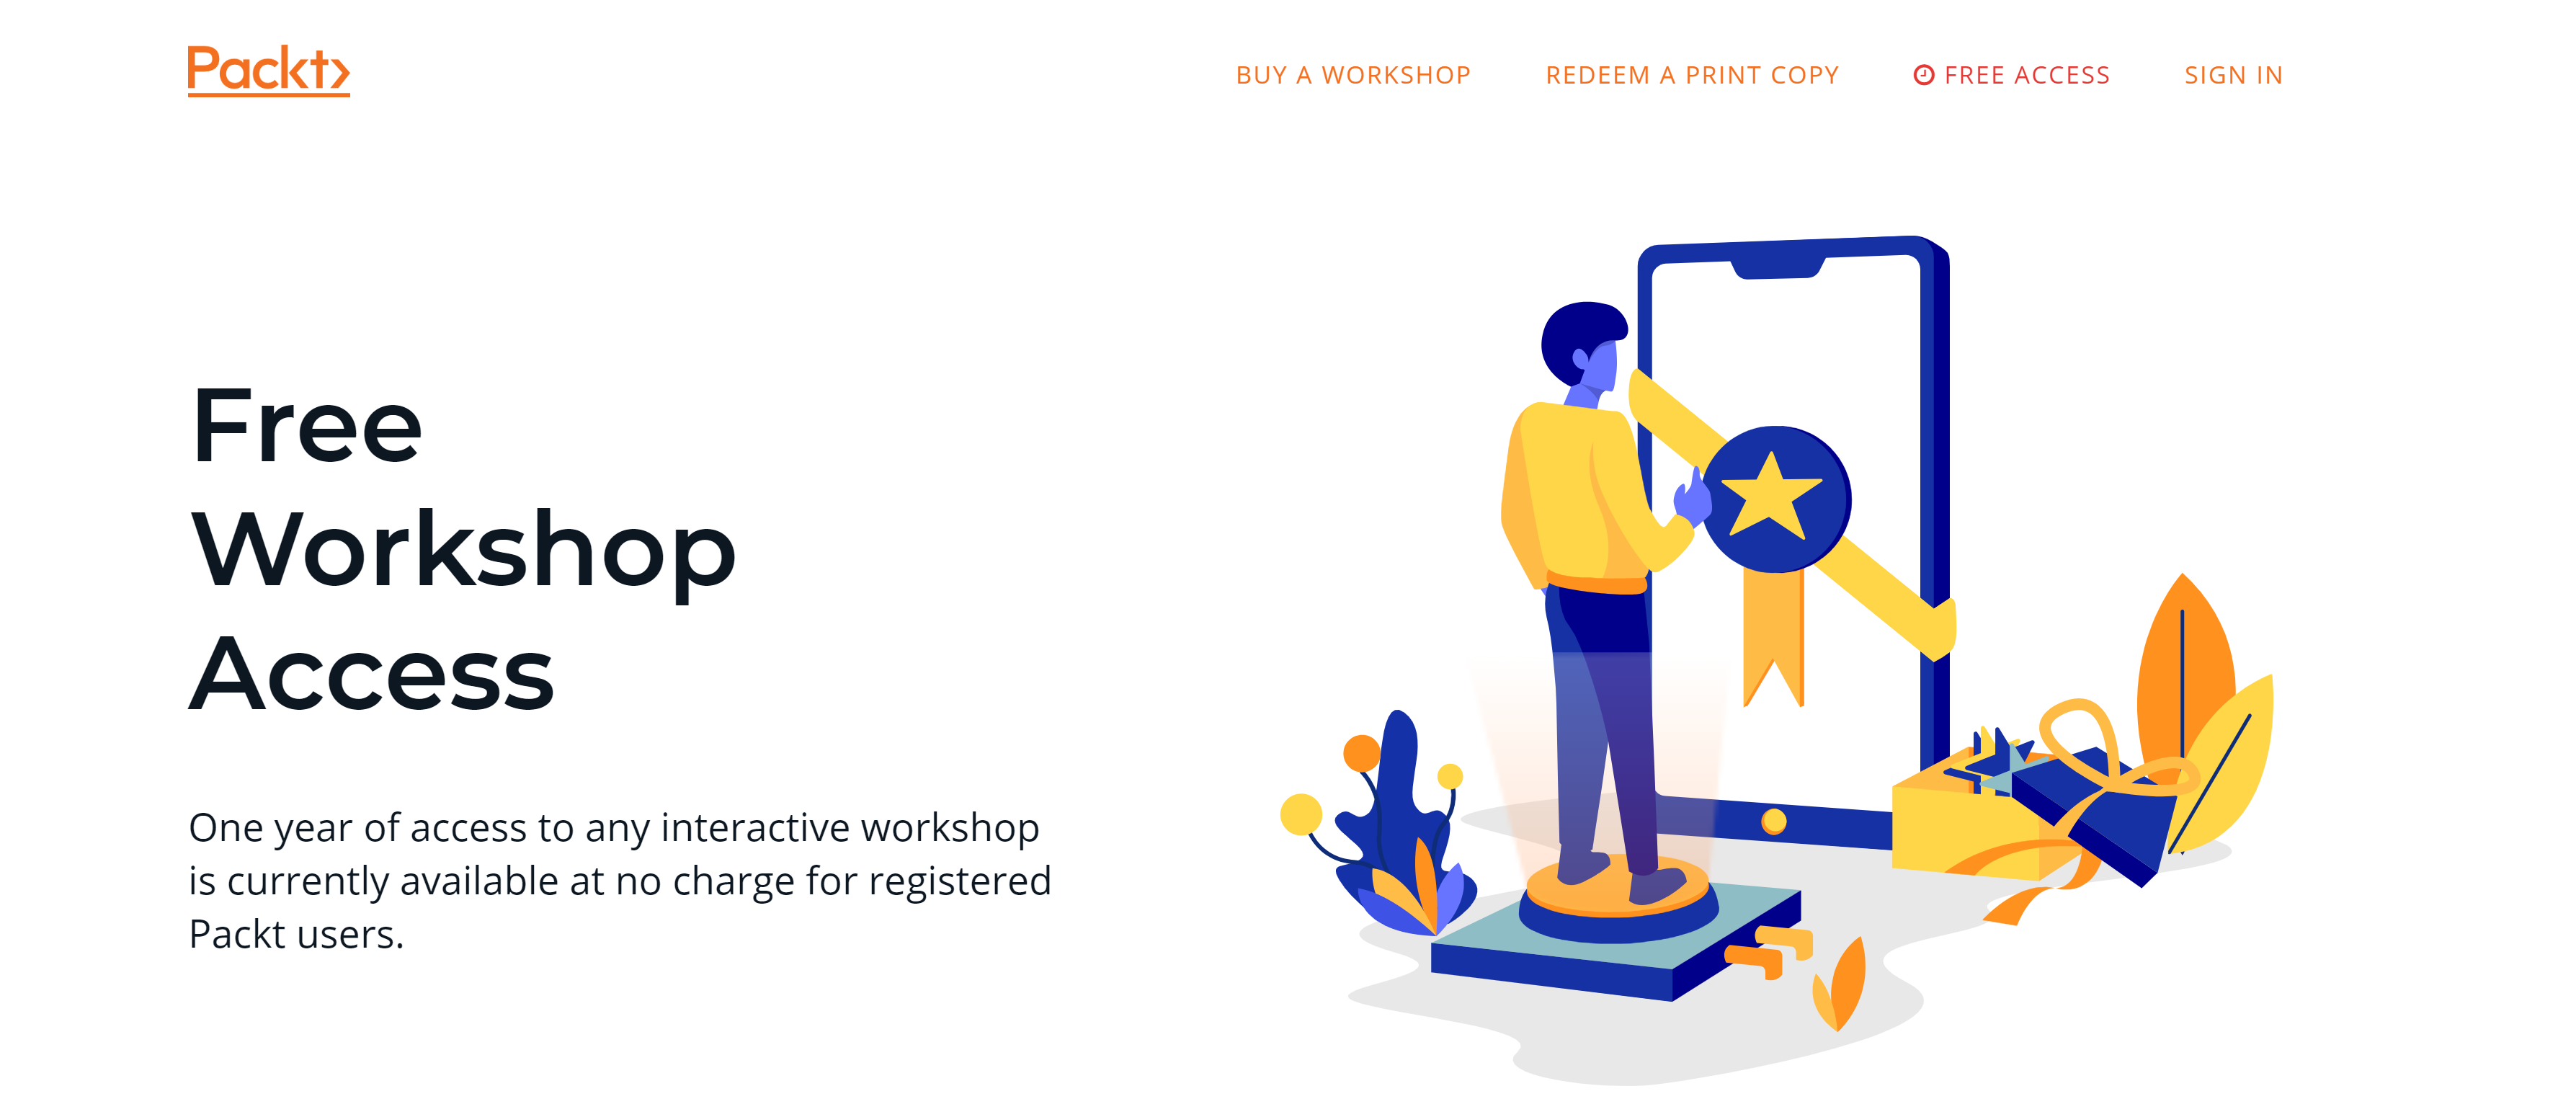 Packt
BUY A WORKSHOP
REDEEM A PRINT COPY
FREE ACCESS
SIGN IN
Free
Workshop
Access
One year of access to any interactive workshop
is currently available at no charge for registered
Packt users.